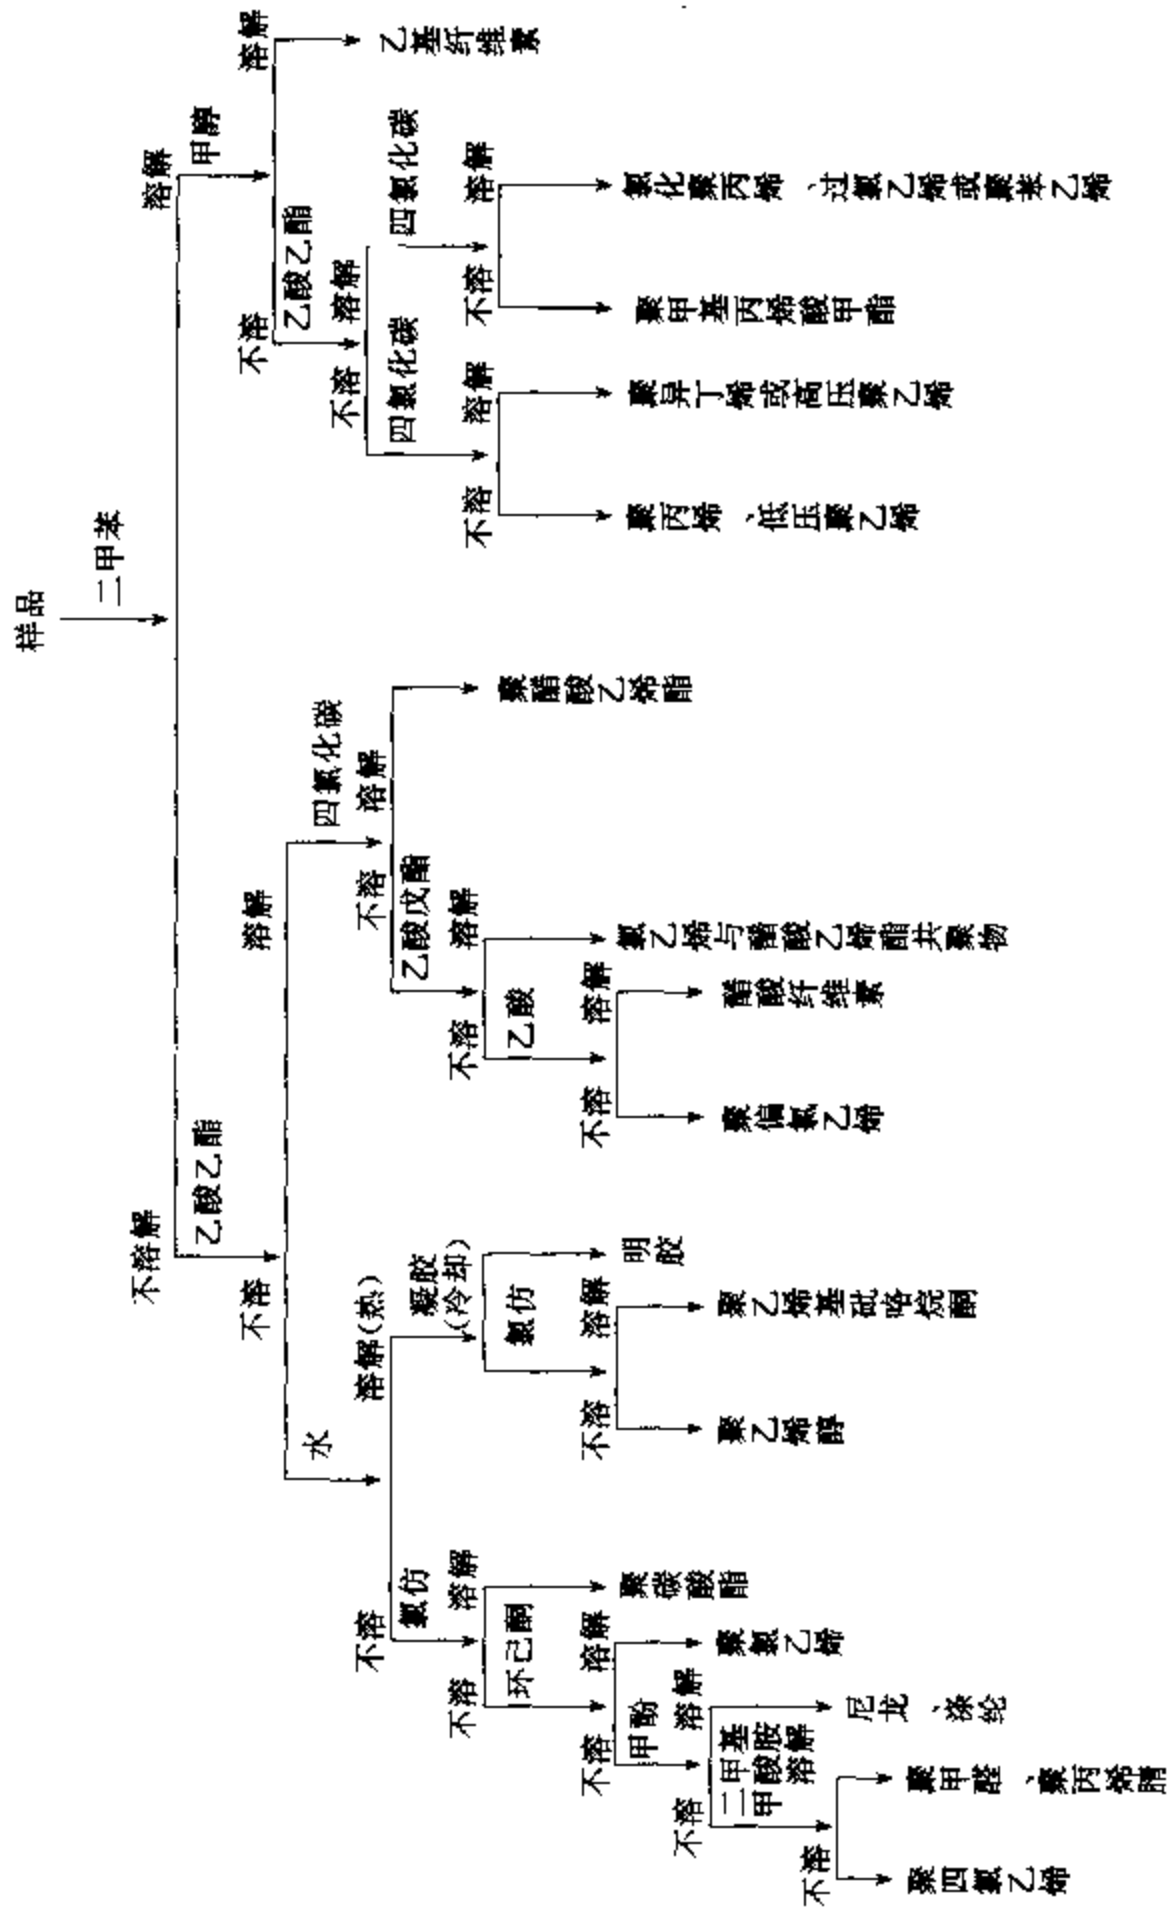 样品
二甲苯
不溶解
溶解
乙酸乙酯
甲醇
不溶
溶解
不溶
溶解
水
四氯化碳
乙酸乙酯
乙基纤维素
不溶
溶解(热)
不溶
溶解
不溶
溶解
氯仿
凝胶
(冷却)
乙酸戊酯
聚醋酸乙烯酯
四氯化碳
四氯化碳
不溶
溶解
不溶
溶解
不溶
溶解
不溶
溶解
环己酮
聚碳酸酯
氯仿
明胶
乙酸
氯乙烯与醋酸乙烯酯共聚物
聚丙烯、低压聚乙烯
聚异丁烯或高压聚乙烯
聚甲基丙烯酸甲酯
氯化聚丙烯、过氯乙烯或聚苯乙烯
不溶
溶解
不溶
溶解
不溶
溶解
甲酚
聚氯乙烯
聚乙烯醇
聚乙烯基吡咯烷酮
聚偏氯乙烯
醋酸纤维素
不溶
溶解
二甲基
甲酸胺
溶解
尼龙、涤纶
不溶
聚四氯乙烯
聚甲醛、聚丙烯腈